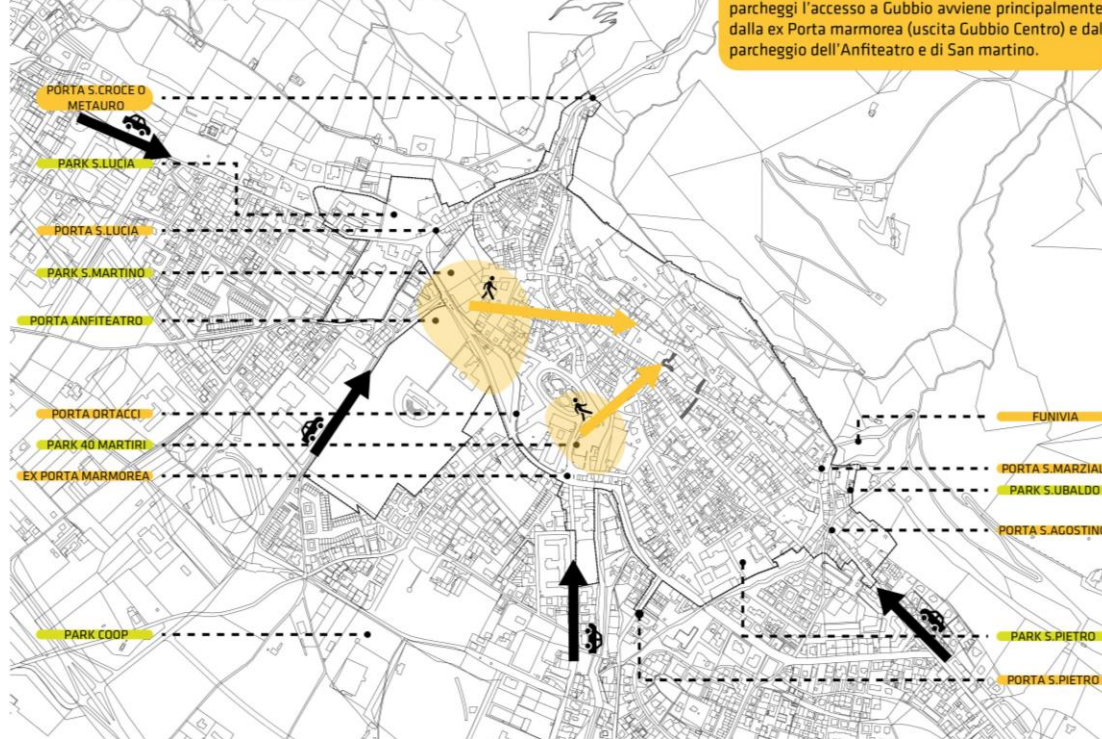 parcheggi l'accesso a Gubbio avviene principalmente
dalla ex Porta marmorea (uscita Gubbio Centro) e dal
parcheggio dell'Anfiteatro e di San martino.
PORTA S.CROCE O
METAURO
PARK S.LUCIA
PORTA S.LUCIA
PARK S.MARTINO
PORTA ANFITEATRO
PORTA ORTACCI
PARK 40 MARTIRI
EX PORTA MARMOREA
PARK COOP
FUNIVIA
PORTA S.MARZIAL
PARK S.UBALDO
PORTA S.AGOSTINO
PARK S.PIETRO
PORTA S.PIETRO